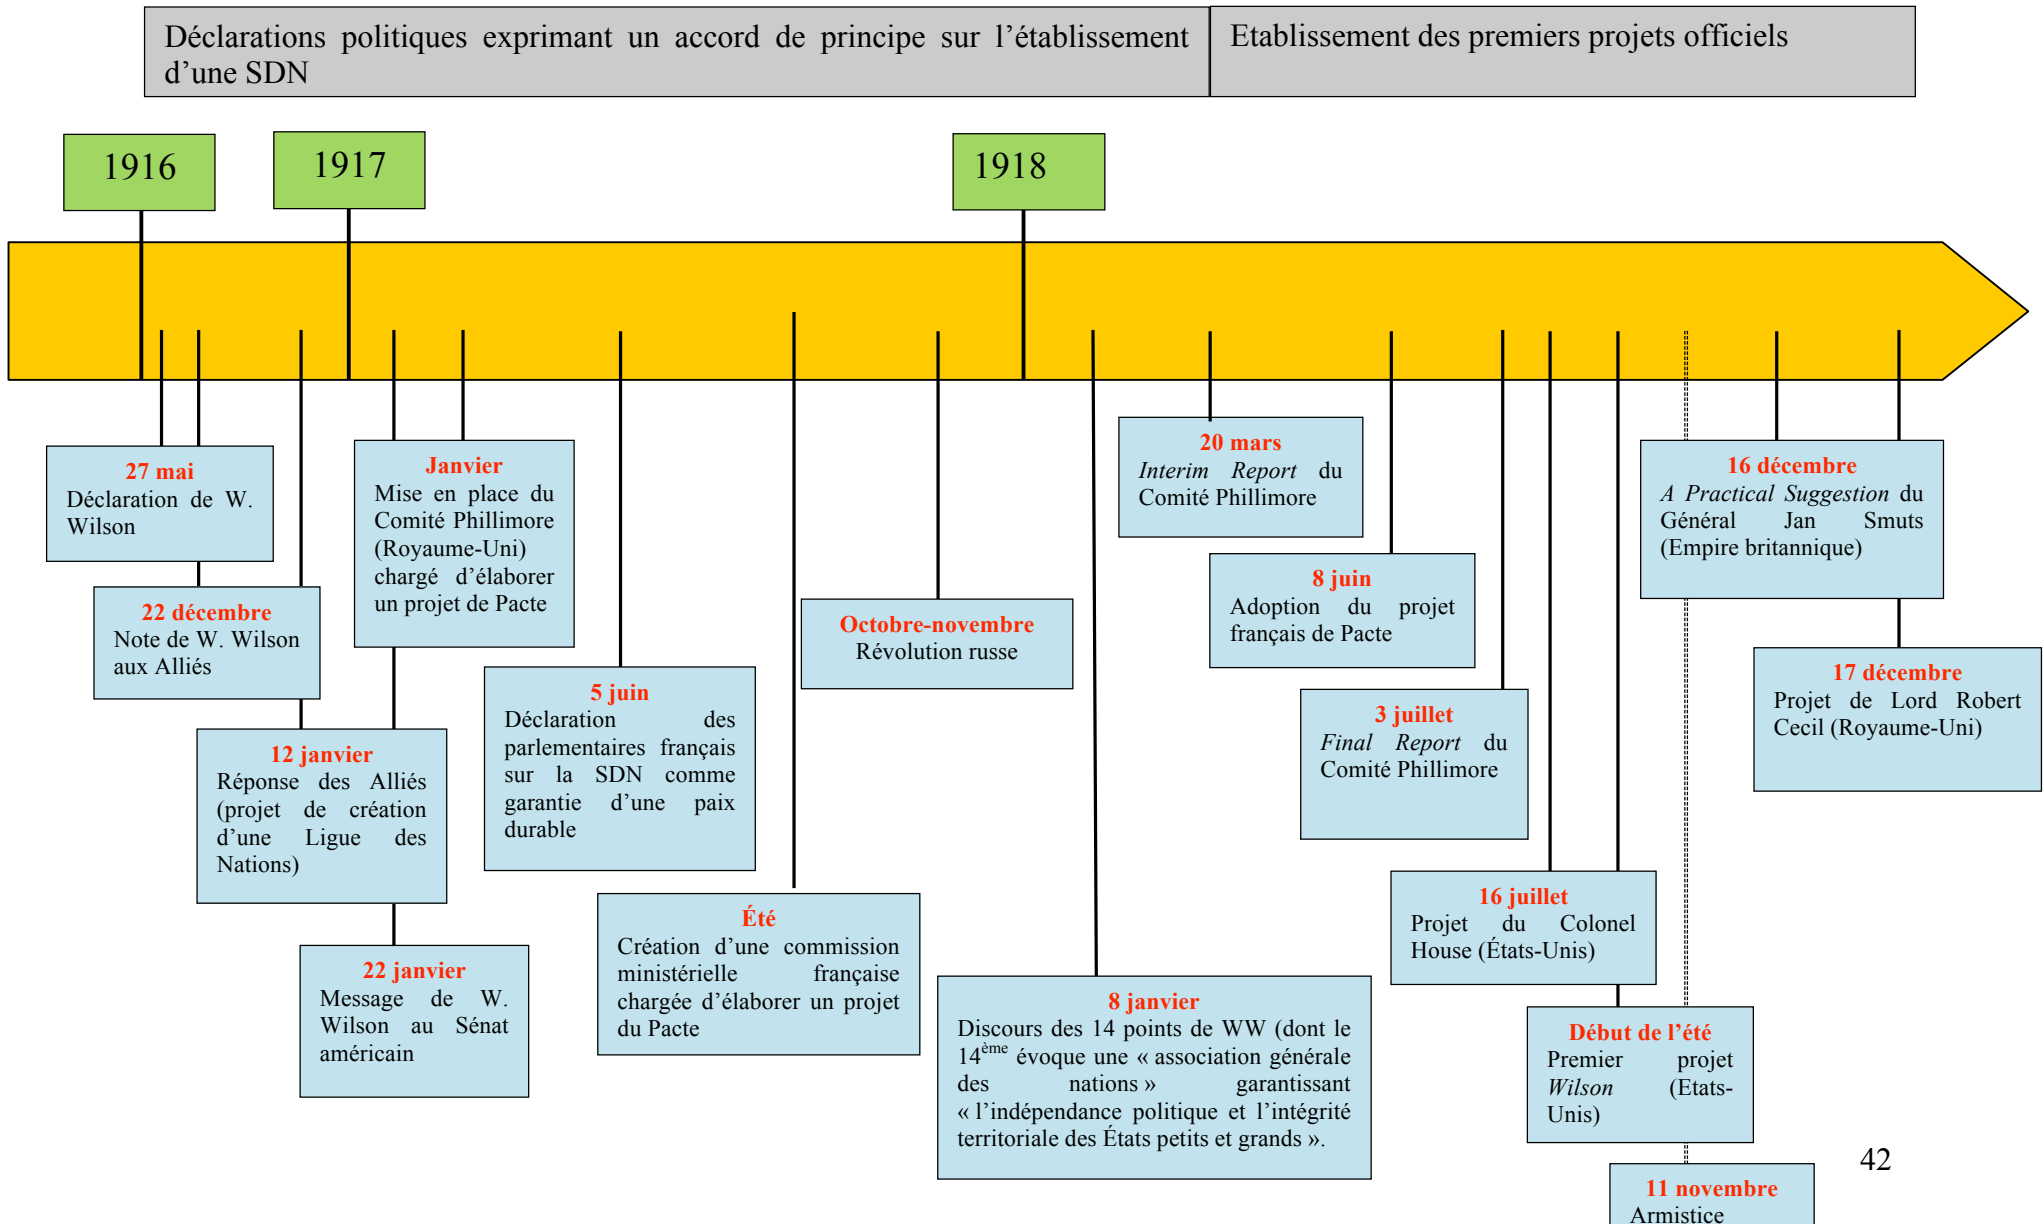 Déclarations politiques exprimant un accord de principe sur l’établissement
d’une SDN
Etablissement des premiers projets officiels
1916
1917
1918
27 mai
Déclaration de W.
Wilson
22 décembre
Note de W. Wilson
aux Alliés
12 janvier
Réponse des Alliés
(projet de création
d’une Ligue des
Nations)
Janvier
Mise en place du
Comité Phillimore
(Royaume-Uni)
chargé d’élaborer
un projet de Pacte
22 janvier
Message de W.
Wilson au Sénat
américain
5 juin
Déclaration des
parlementaires français
sur la SDN comme
garantie d’une paix
durable
Été
Création d’une commission
ministérielle française
chargée d’élaborer un projet
du Pacte
Octobre-novembre
Révolution russe
8 janvier
Discours des 14 points de WW (dont le
14ème évoque une « association générale
des nations » garantissant
« l’indépendance politique et l’intégrité
territoriale des États petits et grands ».
20 mars
Interim Report du
Comité Phillimore
8 juin
Adoption du projet
français de Pacte
3 juillet
Final Report du
Comité Phillimore
16 juillet
Projet du Colonel
House (États-Unis)
Début de l’été
Premier projet
Wilson (Etats-
Unis)
11 novembre
Armistice
16 décembre
A Practical Suggestion du
Général Jan Smuts
(Empire britannique)
17 décembre
Projet de Lord Robert
Cecil (Royaume-Uni)
42